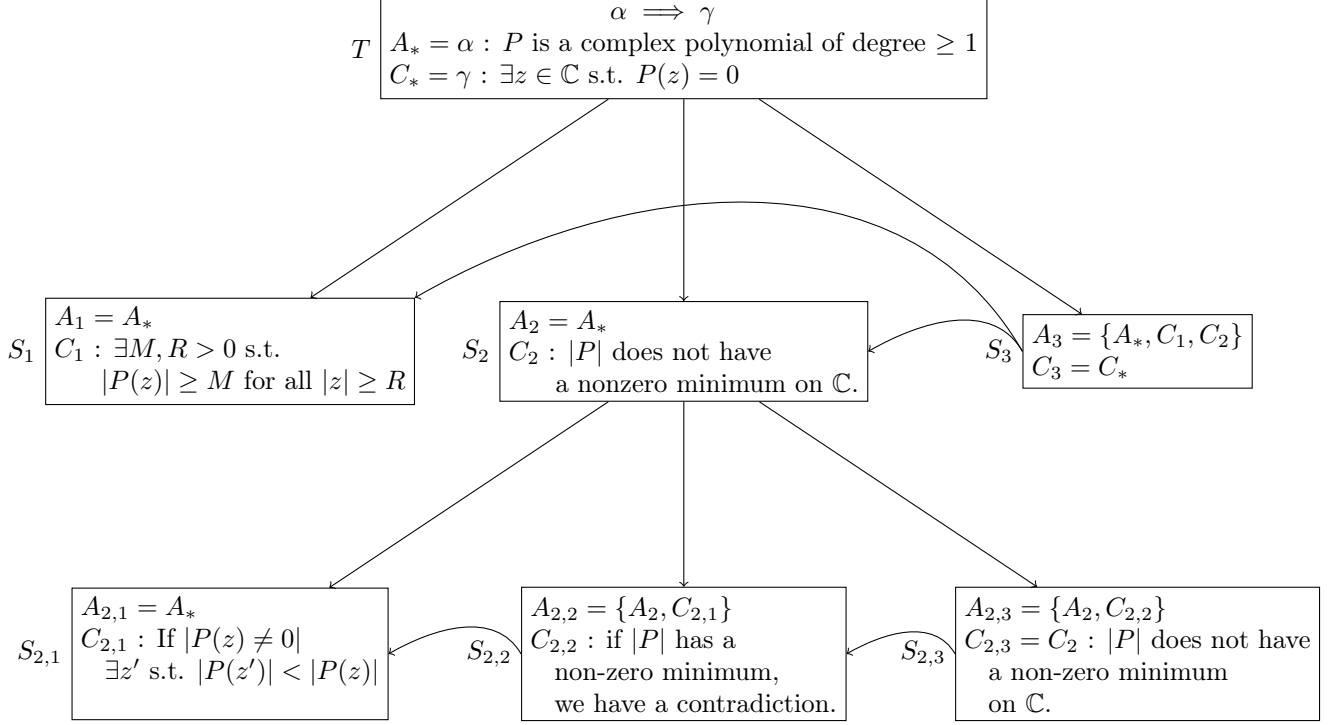 α ⟹ γ
T
A_* = α : P is a complex polynomial of degree ≥ 1
C_* = γ : ∃z ∈ ℂ s.t. P(z) = 0
S_1
A_1 = A_*
C_1 : ∃M, R > 0 s.t.
|P(z)| ≥ M for all |z| ≥ R
S_2
A_2 = A_*
C_2 : |P| does not have
a nonzero minimum on ℂ.
S_3
A_3 = {A_*, C_1, C_2}
C_3 = C_*
S_{2,1}
A_{2,1} = A_*
C_{2,1} : If |P(z) ≠ 0|
∃z′ s.t. |P(z′)| < |P(z)|
S_{2,2}
A_{2,2} = {A_2, C_{2,1}}
C_{2,2} : if |P| has a
non-zero minimum,
we have a contradiction.
S_{2,3}
A_{2,3} = {A_2, C_{2,2}}
C_{2,3} = C_2 : |P| does not have
a non-zero minimum
on ℂ.